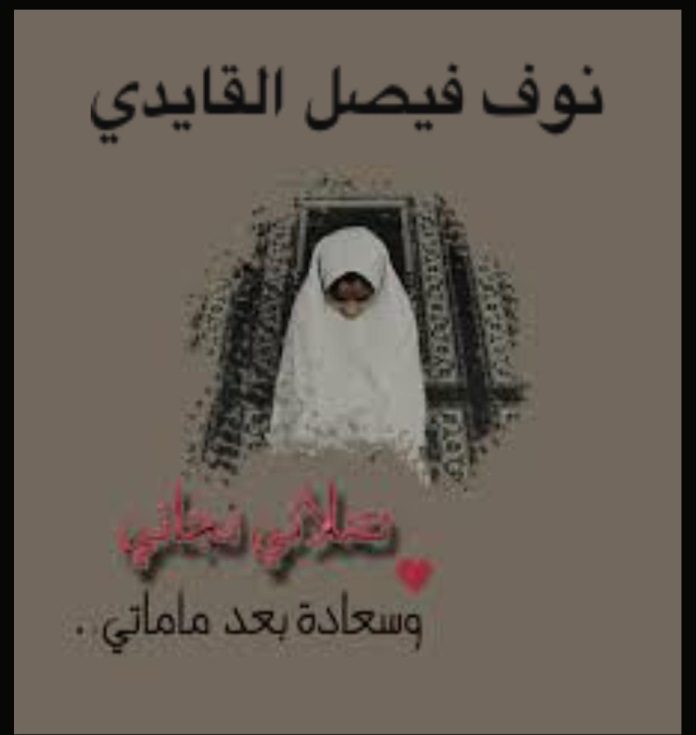 نوف فيصل القايدي
صلاتي نجاتي
وسعادة بعد مماتي .